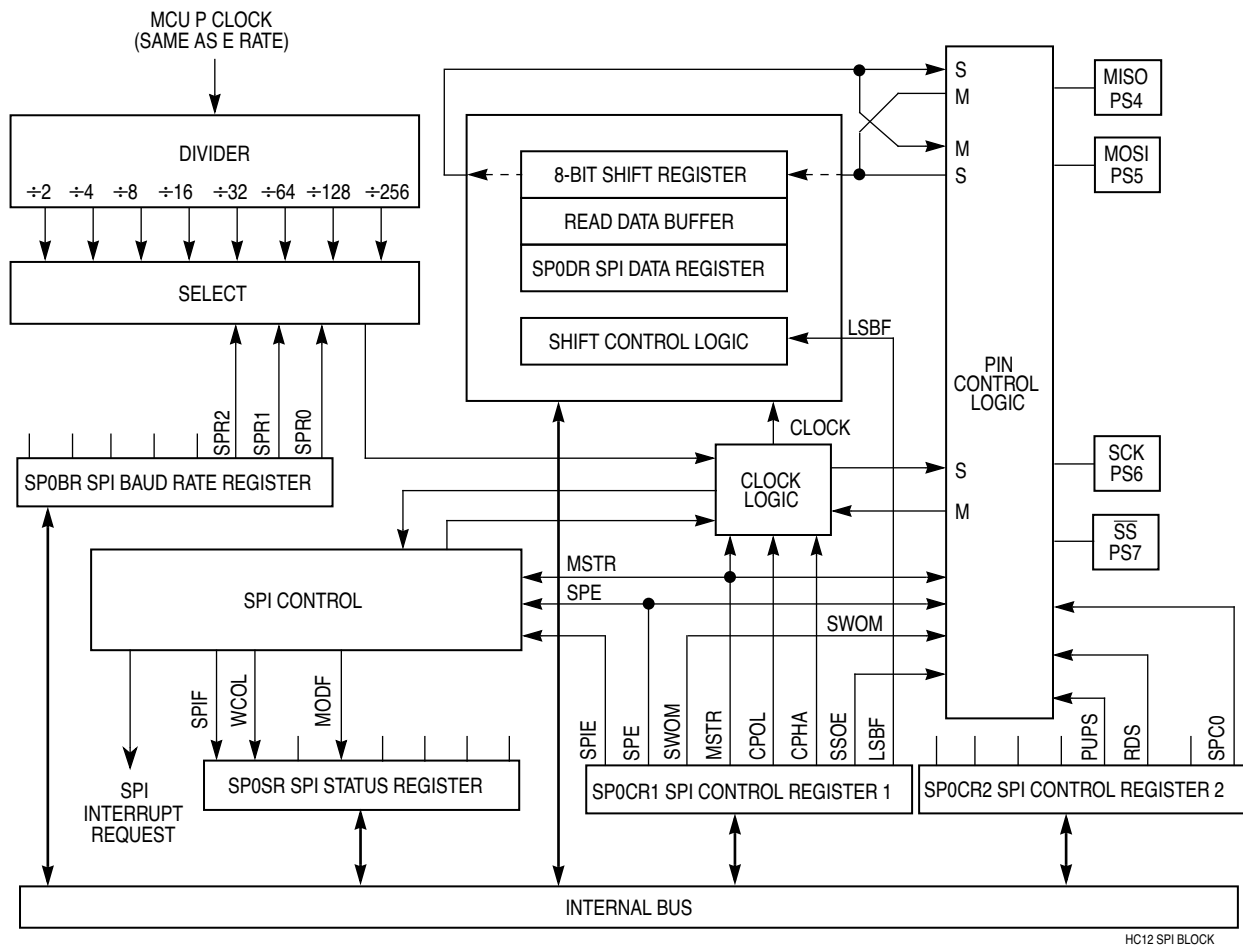 MCU P CLOCK
(SAME AS E RATE)
DIVIDER
÷2 ÷4 ÷8 ÷16 ÷32 ÷64 ÷128 ÷256
SELECT
SPR2
SPR1
SPR0
SP0BR SPI BAUD RATE REGISTER
8-BIT SHIFT REGISTER
READ DATA BUFFER
SP0DR SPI DATA REGISTER
SHIFT CONTROL LOGIC
LSBF
CLOCK
CLOCK
LOGIC
S
M
M
S
S
M
PIN
CONTROL
LOGIC
MISO
PS4
MOSI
PS5
SCK
PS6
SS
PS7
SPI CONTROL
MSTR
SPE
SWOM
SPIF
WCOL
MODF
SP0SR SPI STATUS REGISTER
SPI
INTERRUPT
REQUEST
SPIE
SPE
SWOM
MSTR
CPOL
CPHA
SSOE
LSBF
SP0CR1 SPI CONTROL REGISTER 1
PUPS
RDS
SPC0
SP0CR2 SPI CONTROL REGISTER 2
INTERNAL BUS
HC12 SPI BLOCK